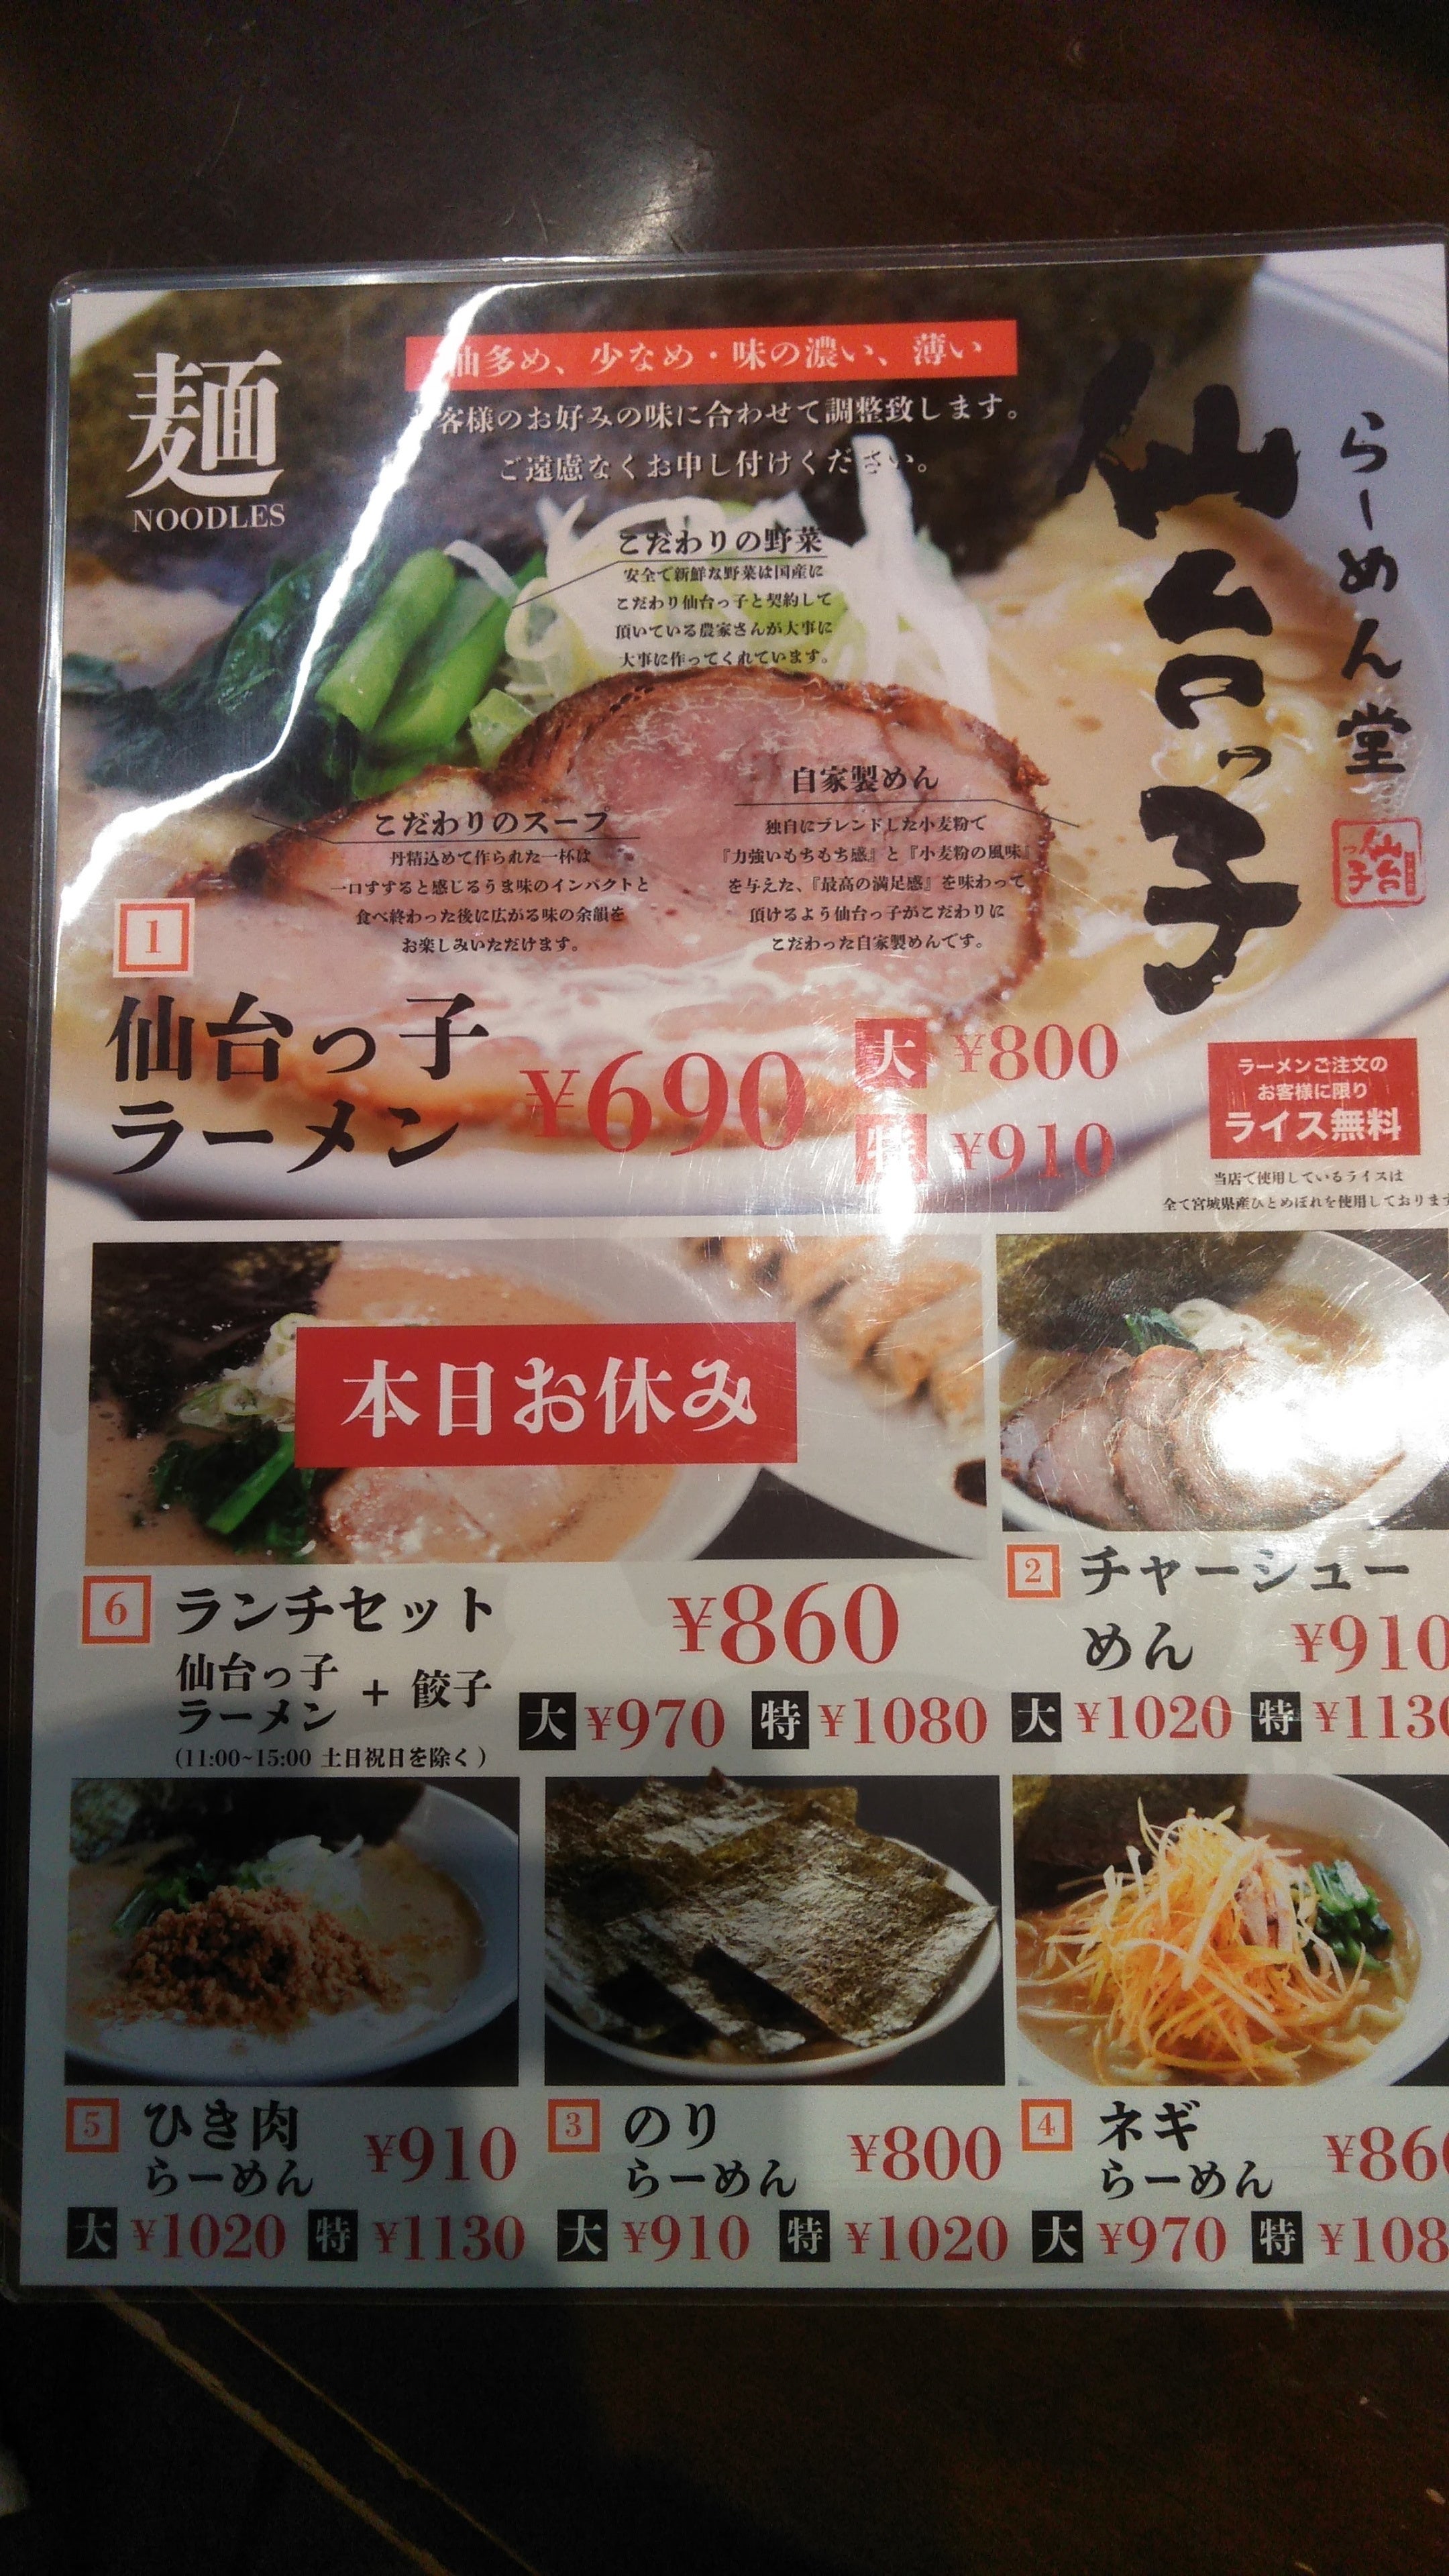 麺
NOODLES
油多め、少なめ・味の濃い、薄い
客様のお好みの味に合わせて調整致します。
ご遠慮なくお申し付けください。
らーめん堂
仙台っ子
仙台っ子
こだわりの野菜
安全で新鮮な野菜は国産に
こだわり仙台っ子と契約して
頂いている農家さんが大事に
大事に作ってくれています。
こだわりのスープ
丹精込めて作られた一杯は
一口すすると感じるうま味のインパクトと
食べ終わった後に広がる味の余韻を
お楽しみいただけます。
自家製めん
独自にブレンドした小麦粉で
『力強いもちもち感』と『小麦粉の風味』
を与えた、『最高の満足感』を味わって
頂けるよう仙台っ子がこだわりに
こだわった自家製めんです。
1
仙台っ子
ラーメン
¥690
大 ¥800
特 ¥910
ラーメンご注文の
お客様に限り
ライス無料
当店で使用しているライスは
全て宮城県産ひとめぼれを使用しております
本日お休み
6 ランチセット ¥860
仙台っ子
ラーメン + 餃子
(11:00~15:00 土日祝日を除く)
大 ¥970 特 ¥1080
2 チャーシュー
めん ¥910
大 ¥1020 特 ¥1130
5 ひき肉
らーめん ¥910
大 ¥1020 特 ¥1130
3 のり
らーめん ¥800
大 ¥910 特 ¥1020
4 ネギ
らーめん ¥86
大 ¥970 特 ¥108